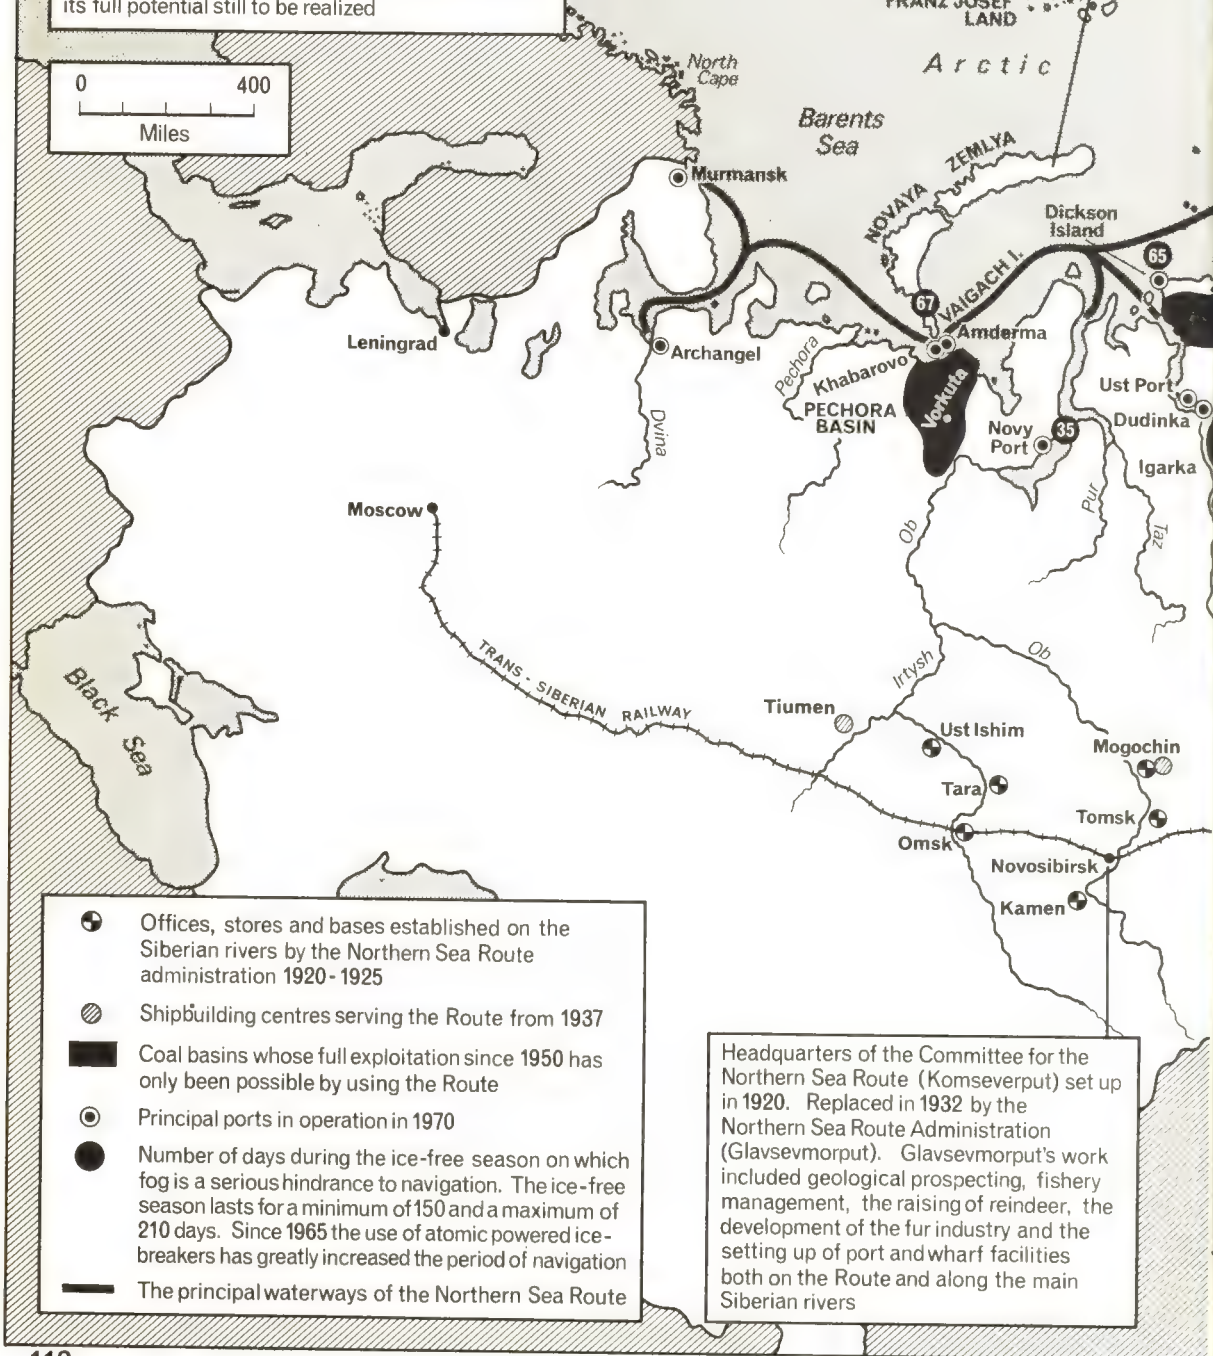 its full potential still to be realized
0 400
Miles
FRANZ JOSEF
LAND
Arctic
North
Cape
Barents
Sea
NOVAYA ZEMLYA
Murmansk
Dickson
Island
65
67
VAIGACH I.
Amderma
Khabarovo
Leningrad
Archangel
Pechora
PECHORA
BASIN
Vorkuta
Ust Port
Dudinka
Novy
Port
35
Igarka
Dvina
Moscow
Ob
Pur
Taz
TRANS - SIBERIAN RAILWAY
Irtysh
Ob
Black Sea
Tiumen
Ust Ishim
Mogochin
Tara
Tomsk
Omsk
Novosibirsk
Kamen
Offices, stores and bases established on the
Siberian rivers by the Northern Sea Route
administration 1920-1925
Shipbuilding centres serving the Route from 1937
Coal basins whose full exploitation since 1950 has
only been possible by using the Route
Principal ports in operation in 1970
Number of days during the ice-free season on which
fog is a serious hindrance to navigation. The ice-free
season lasts for a minimum of 150 and a maximum of
210 days. Since 1965 the use of atomic powered ice-
breakers has greatly increased the period of navigation
The principal waterways of the Northern Sea Route
Headquarters of the Committee for the
Northern Sea Route (Komseverput) set up
in 1920. Replaced in 1932 by the
Northern Sea Route Administration
(Glavsevmorput). Glavsevmorput's work
included geological prospecting, fishery
management, the raising of reindeer, the
development of the fur industry and the
setting up of port and wharf facilities
both on the Route and along the main
Siberian rivers